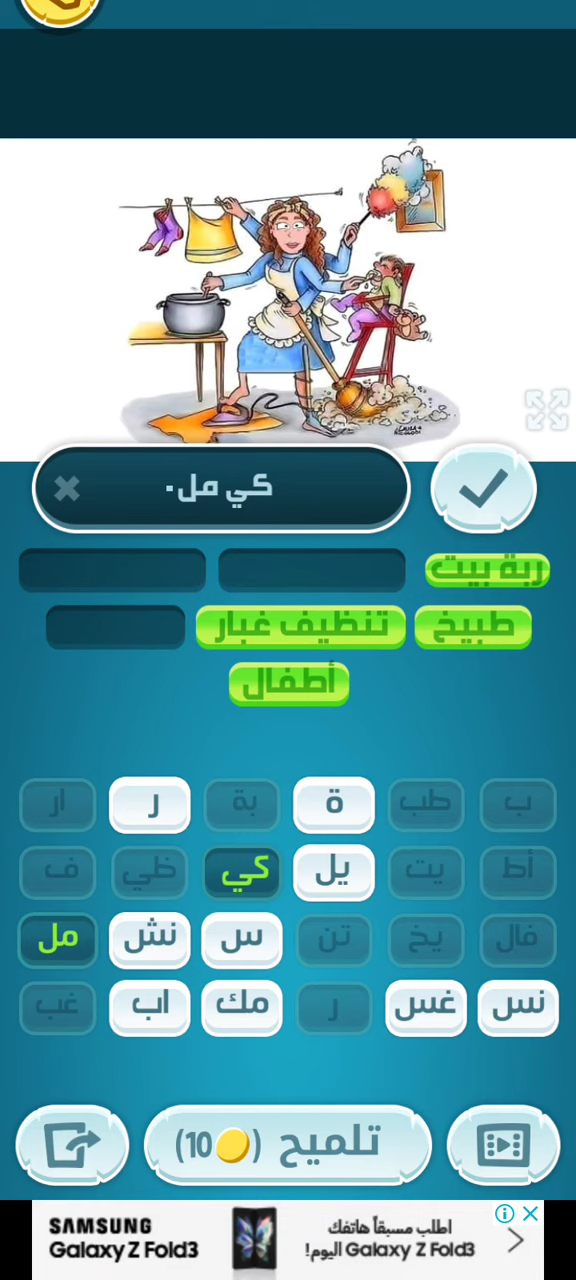 كي مل.
ربة بيت
طبيخ تنظيف غبار
أطفال
ب طب ة بة ر ار
أط يت يل كي ظي ف
فال يخ تن س نش مل
نس غس ر مك اب غب
تلميح (10)
SAMSUNG
Galaxy Z Fold3
اطلب مسبقاً هاتفك
Galaxy Z Fold3 اليوم!